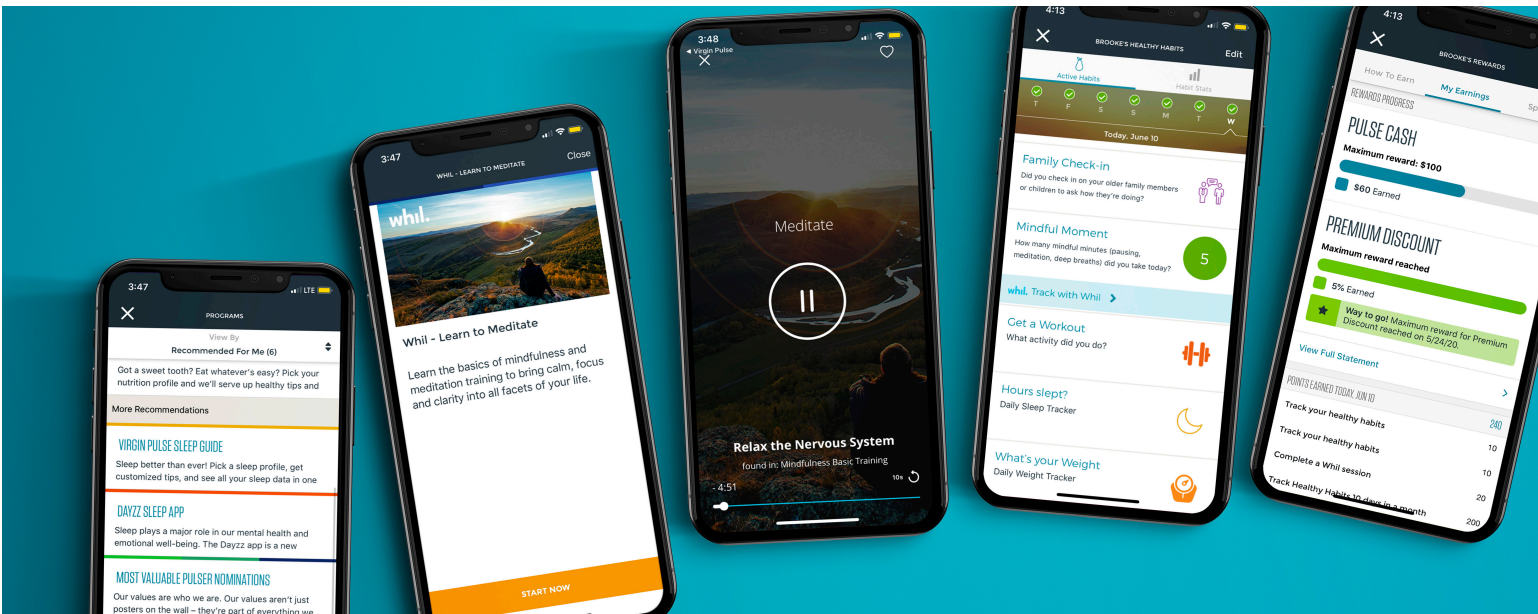 3:47
LTE
PROGRAMS
View By
Recommended For Me (6)
Got a sweet tooth? Eat whatever's easy? Pick your
nutrition profile and we'll serve up healthy tips and
More Recommendations
VIRGIN PULSE SLEEP GUIDE
Sleep better than ever! Pick a sleep profile, get
customized tips, and see all your sleep data in one
DAYZZ SLEEP APP
Sleep plays a major role in our mental health and
emotional well-being. The Dayzz app is a new
MOST VALUABLE PULSER NOMINATIONS
Our values are who we are. Our values aren't just
posters on the wall – they're part of everything we
3:47
WHIL - LEARN TO MEDITATE
Close
whil.
Whil - Learn to Meditate
Learn the basics of mindfulness and
meditation training to bring calm, focus
and clarity into all facets of your life.
START NOW
3:48
Virgin Pulse
Meditate
Relax the Nervous System
found in: Mindfulness Basic Training
- 4:51
10s
4:13
BROOKE'S HEALTHY HABITS
Edit
Active Habits
Habit Stats
T F S S M T W
Today, June 10
Family Check-in
Did you check in on your older family members
or children to ask how they're doing?
Mindful Moment
How many mindful minutes (pausing,
meditation, deep breaths) did you take today?
5
whil. Track with Whil
Get a Workout
What activity did you do?
Hours slept?
Daily Sleep Tracker
What's your Weight
Daily Weight Tracker
4:13
BROOKE'S REWARDS
How To Earn
My Earnings
Sp
REWARDS PROGRESS
PULSE CASH
Maximum reward: $100
$60 Earned
PREMIUM DISCOUNT
Maximum reward reached
5% Earned
Way to go! Maximum reward for Premium
Discount reached on 5/24/20.
View Full Statement
POINTS EARNED TODAY, JUN 10
240
Track your healthy habits
10
Track your healthy habits
10
Complete a Whil session
20
Track Healthy Habits 10 days in a month
200